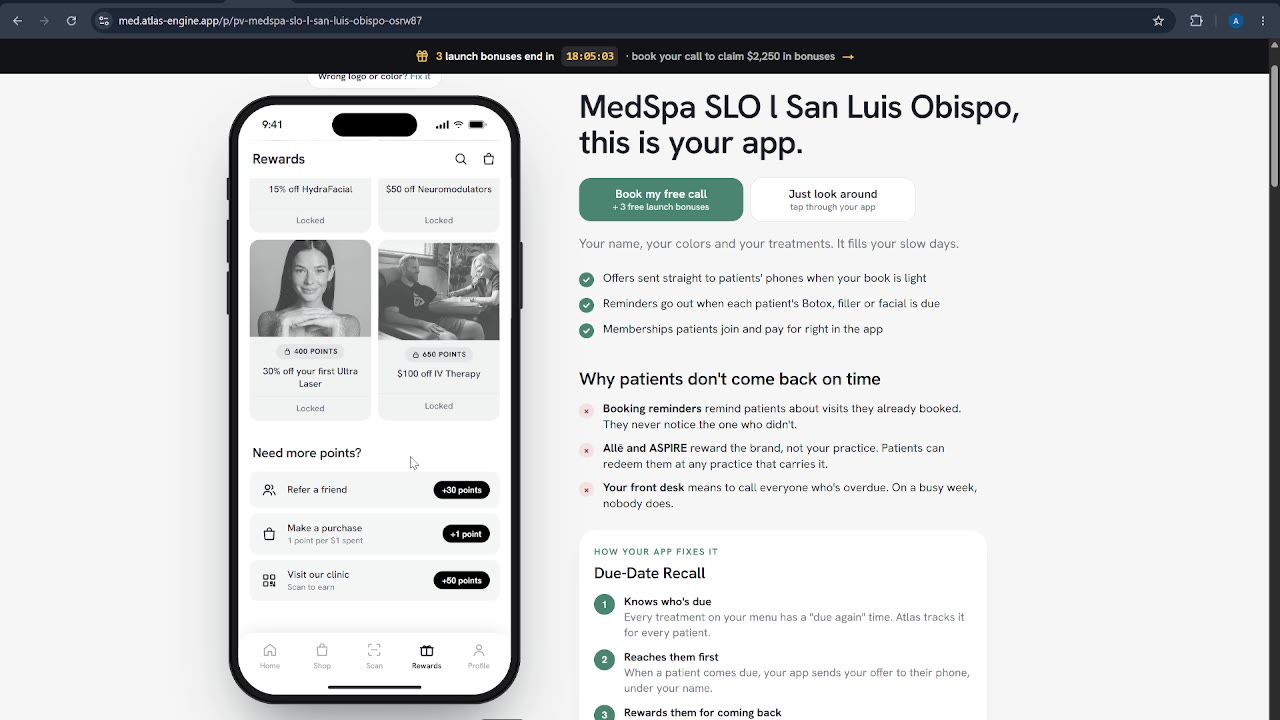 med.atlas-engine.app/p/pv-medspa-slo-l-san-luis-obispo-osrw87
A
3 launch bonuses end in 18:05:03 · book your call to claim $2,250 in bonuses →
Wrong logo or color? Fix it
9:41
Rewards
15% off HydraFacial
Locked
$50 off Neuromodulators
Locked
400 POINTS
30% off your first Ultra
Laser
Locked
650 POINTS
$100 off IV Therapy
Locked
Need more points?
Refer a friend
+30 points
Make a purchase
1 point per $1 spent
+1 point
Visit our clinic
Scan to earn
+50 points
Home
Shop
Scan
Rewards
Profile
MedSpa SLO l San Luis Obispo,
this is your app.
Book my free call
+ 3 free launch bonuses
Just look around
tap through your app
Your name, your colors and your treatments. It fills your slow days.
Offers sent straight to patients' phones when your book is light
Reminders go out when each patient's Botox, filler or facial is due
Memberships patients join and pay for right in the app
Why patients don't come back on time
Booking reminders remind patients about visits they already booked.
They never notice the one who didn't.
Allē and ASPIRE reward the brand, not your practice. Patients can
redeem them at any practice that carries it.
Your front desk means to call everyone who's overdue. On a busy week,
nobody does.
HOW YOUR APP FIXES IT
Due-Date Recall
1 Knows who's due
Every treatment on your menu has a "due again" time. Atlas tracks it
for every patient.
2 Reaches them first
When a patient comes due, your app sends your offer to their phone,
under your name.
3 Rewards them for coming back